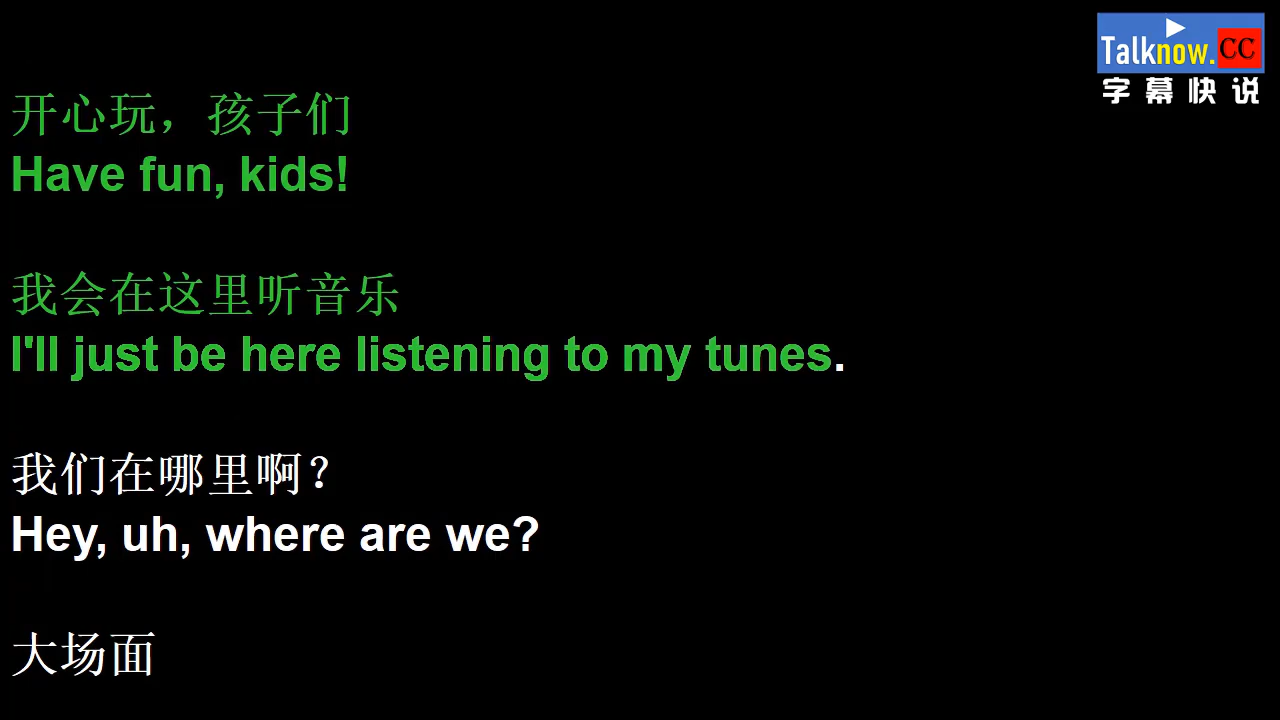 Talknow.CC
字幕快说
开心玩，孩子们
Have fun, kids!
我会在这里听音乐
I'll just be here listening to my tunes.
我们在哪里啊？
Hey, uh, where are we?
大场面